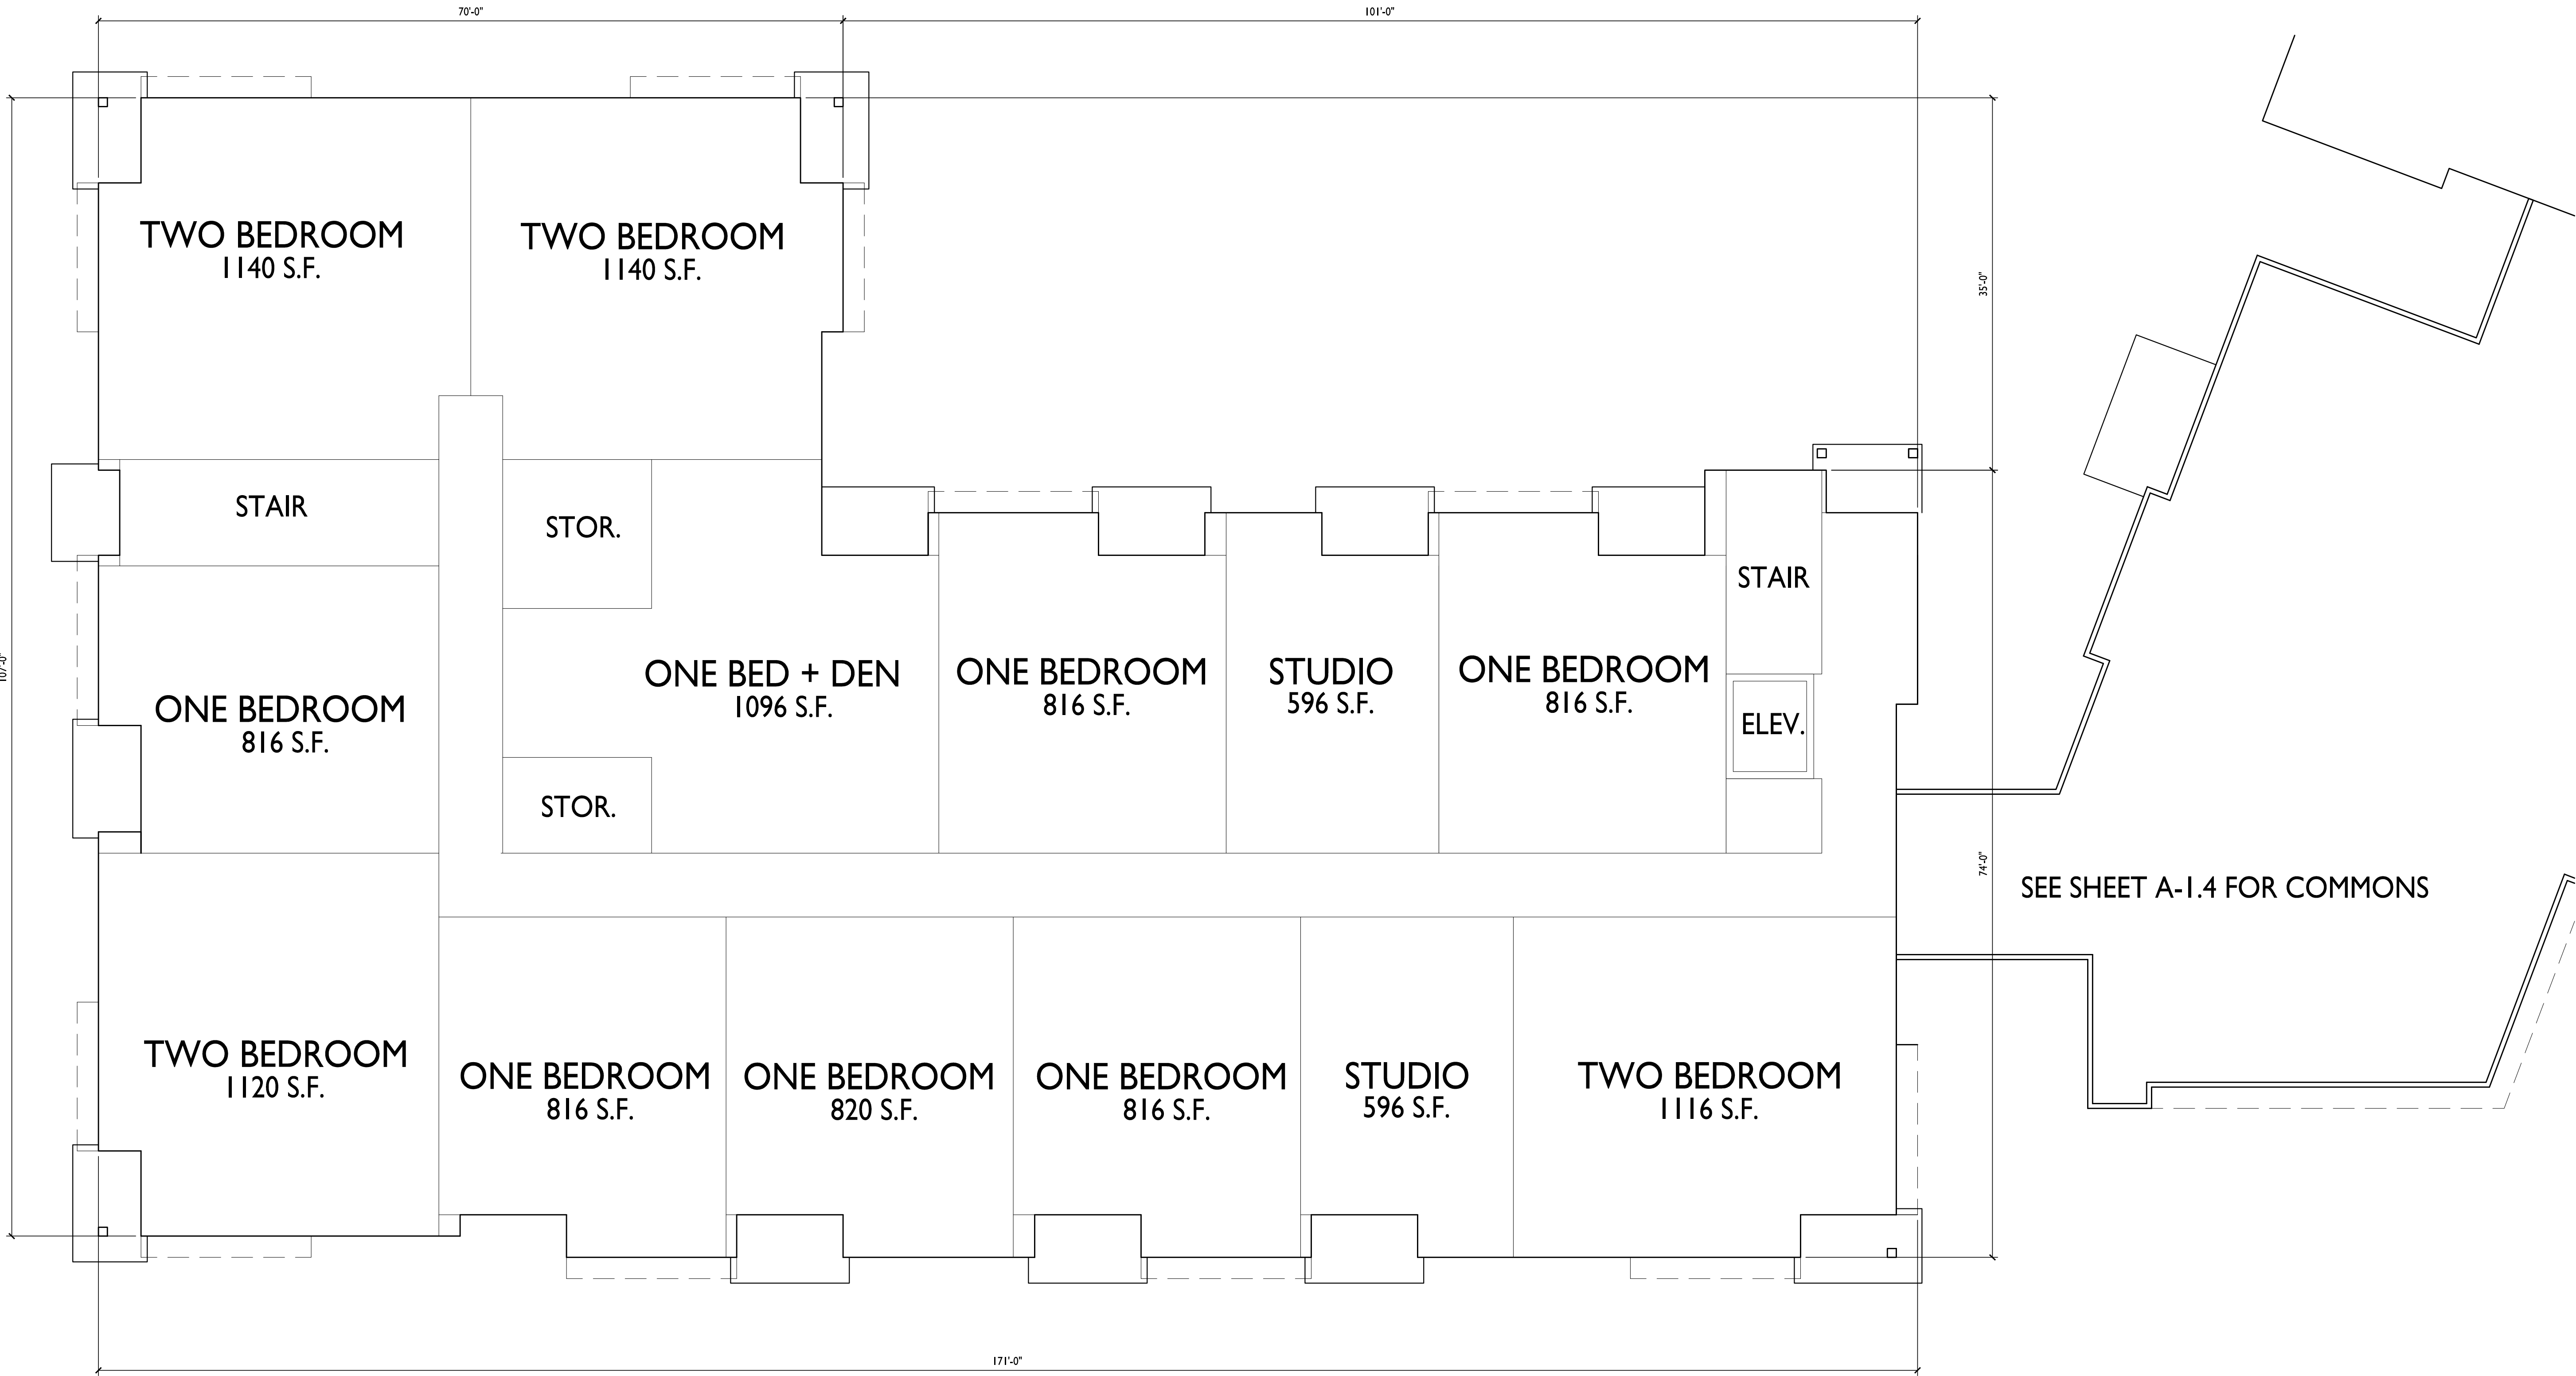 70'-0"
101'-0"
TWO BEDROOM
1140 S.F.
TWO BEDROOM
1140 S.F.
35'-0"
STAIR
STOR.
STAIR
107'-0"
ONE BEDROOM
816 S.F.
ONE BED + DEN
1096 S.F.
ONE BEDROOM
816 S.F.
STUDIO
596 S.F.
ONE BEDROOM
816 S.F.
ELEV.
STOR.
74'-0"
SEE SHEET A-1.4 FOR COMMONS
TWO BEDROOM
1120 S.F.
ONE BEDROOM
816 S.F.
ONE BEDROOM
820 S.F.
ONE BEDROOM
816 S.F.
STUDIO
596 S.F.
TWO BEDROOM
1116 S.F.
171'-0"